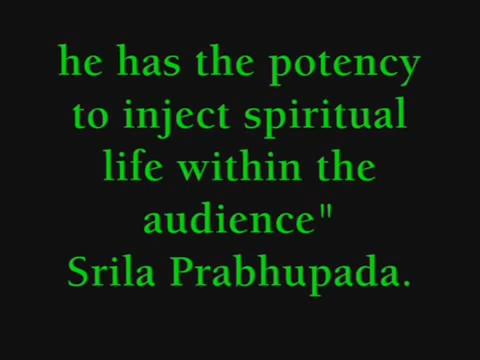 he has the potency
to inject spiritual
life within the
audience"
Srila Prabhupada.